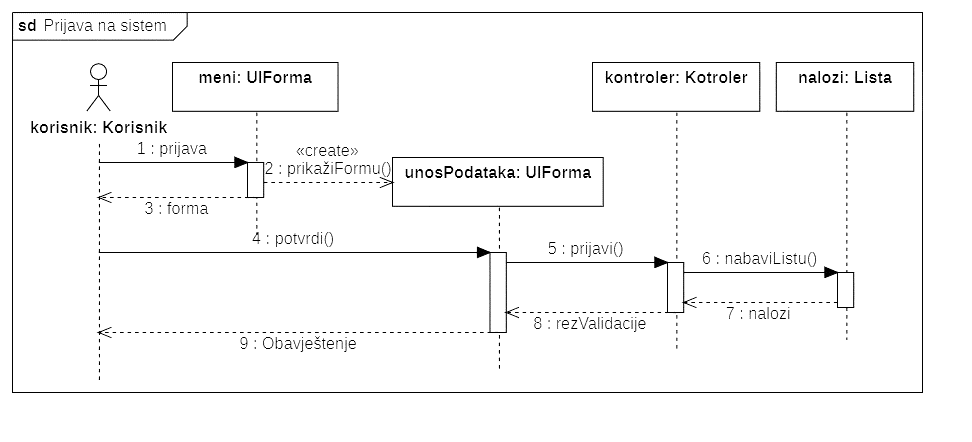 sd Prijava na sistem
meni: UIForma
kontroler: Kotroler
nalozi: Lista
korisnik: Korisnik
1 : prijava
«create»
2 : prikažiFormu()
unosPodataka: UIForma
3 : forma
4 : potvrdi()
5 : prijavi()
6 : nabaviListu()
7 : nalozi
8 : rezValidacije
9 : Obavještenje